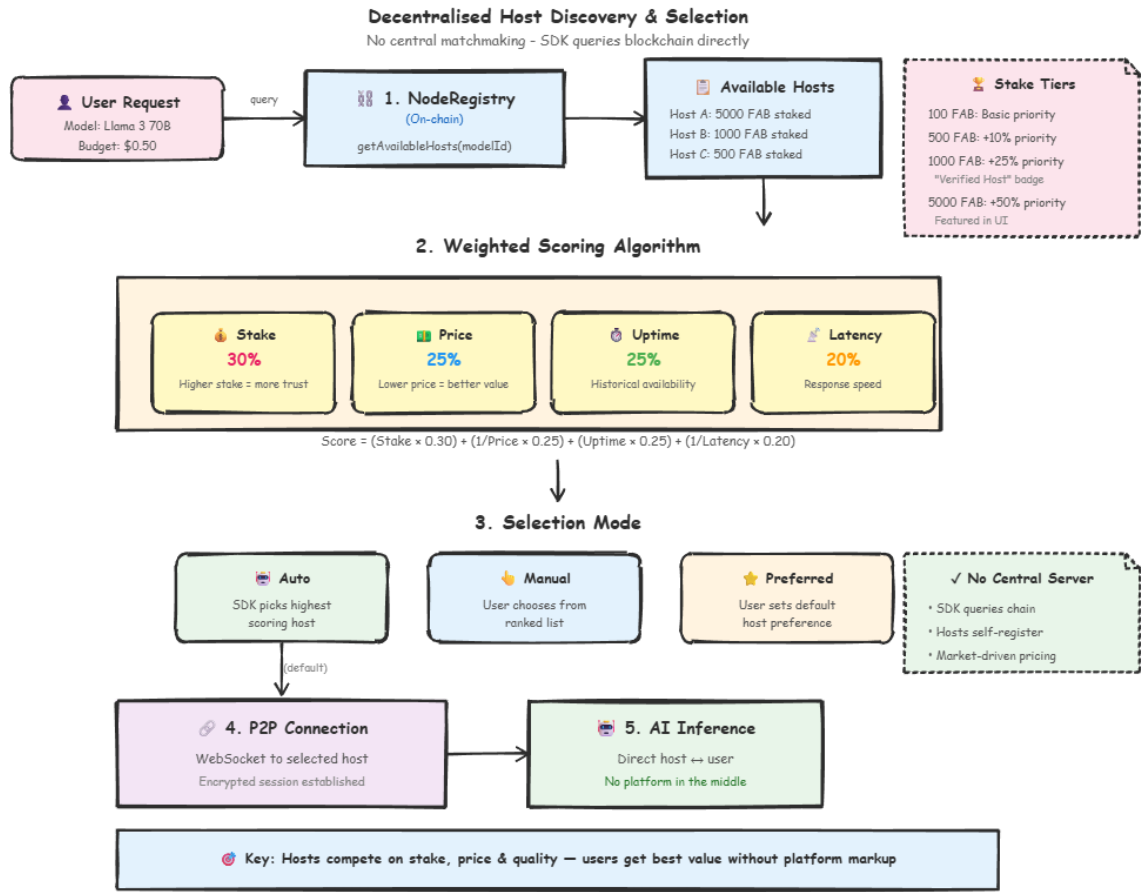 Decentralised Host Discovery & Selection
No central matchmaking - SDK queries blockchain directly
User Request
Model: Llama 3 70B
Budget: $0.50
query
1. NodeRegistry
(On-chain)
getAvailableHosts(modelId)
Available Hosts
Host A: 5000 FAB staked
Host B: 1000 FAB staked
Host C: 500 FAB staked
Stake Tiers
100 FAB: Basic priority
500 FAB: +10% priority
1000 FAB: +25% priority
"Verified Host" badge
5000 FAB: +50% priority
Featured in UI
2. Weighted Scoring Algorithm
Stake
30%
Higher stake = more trust
Price
25%
Lower price = better value
Uptime
25%
Historical availability
Latency
20%
Response speed
Score = (Stake × 0.30) + (1/Price × 0.25) + (Uptime × 0.25) + (1/Latency × 0.20)
3. Selection Mode
Auto
SDK picks highest
scoring host
Manual
User chooses from
ranked list
Preferred
User sets default
host preference
✓ No Central Server
• SDK queries chain
• Hosts self-register
• Market-driven pricing
(default)
4. P2P Connection
WebSocket to selected host
Encrypted session established
5. AI Inference
Direct host ↔ user
No platform in the middle
Key: Hosts compete on stake, price & quality — users get best value without platform markup